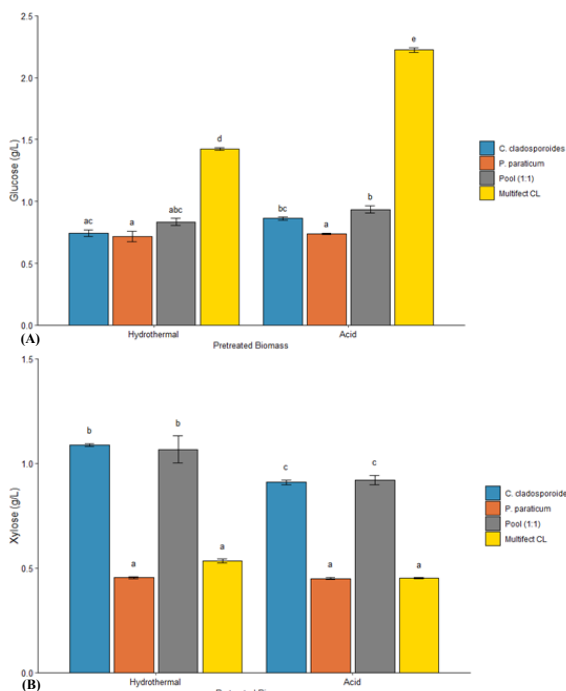 2.5
2.0
1.5
1.0
0.5
0.0
Glucose (g/L)
ac
a
abc
d
bc
a
b
e
Hydrothermal
Acid
Pretreated Biomass
C. cladosporoides
P. paraticum
Pool (1:1)
Multifect CL
(A)
1.5
1.0
0.5
0.0
Xylose (g/L)
b
a
b
a
c
a
c
a
Hydrothermal
Acid
C. cladosporoides
P. paraticum
Pool (1:1)
Multifect CL
(B)